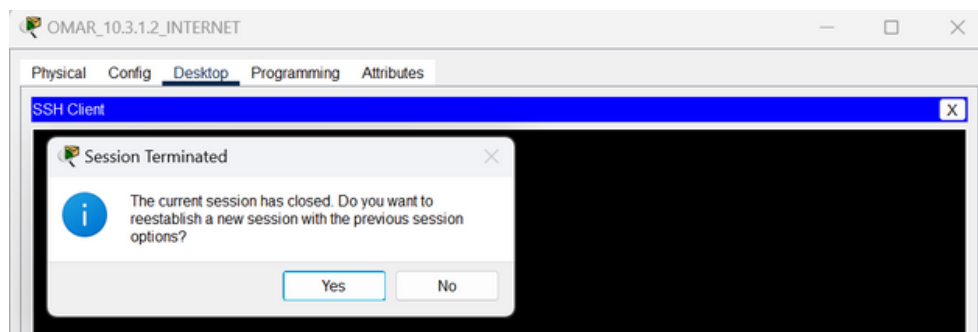 OMAR_10.3.1.2_INTERNET
Physical Config Desktop Programming Attributes
SSH Client X
Session Terminated
The current session has closed. Do you want to
reestablish a new session with the previous session
options?
Yes No